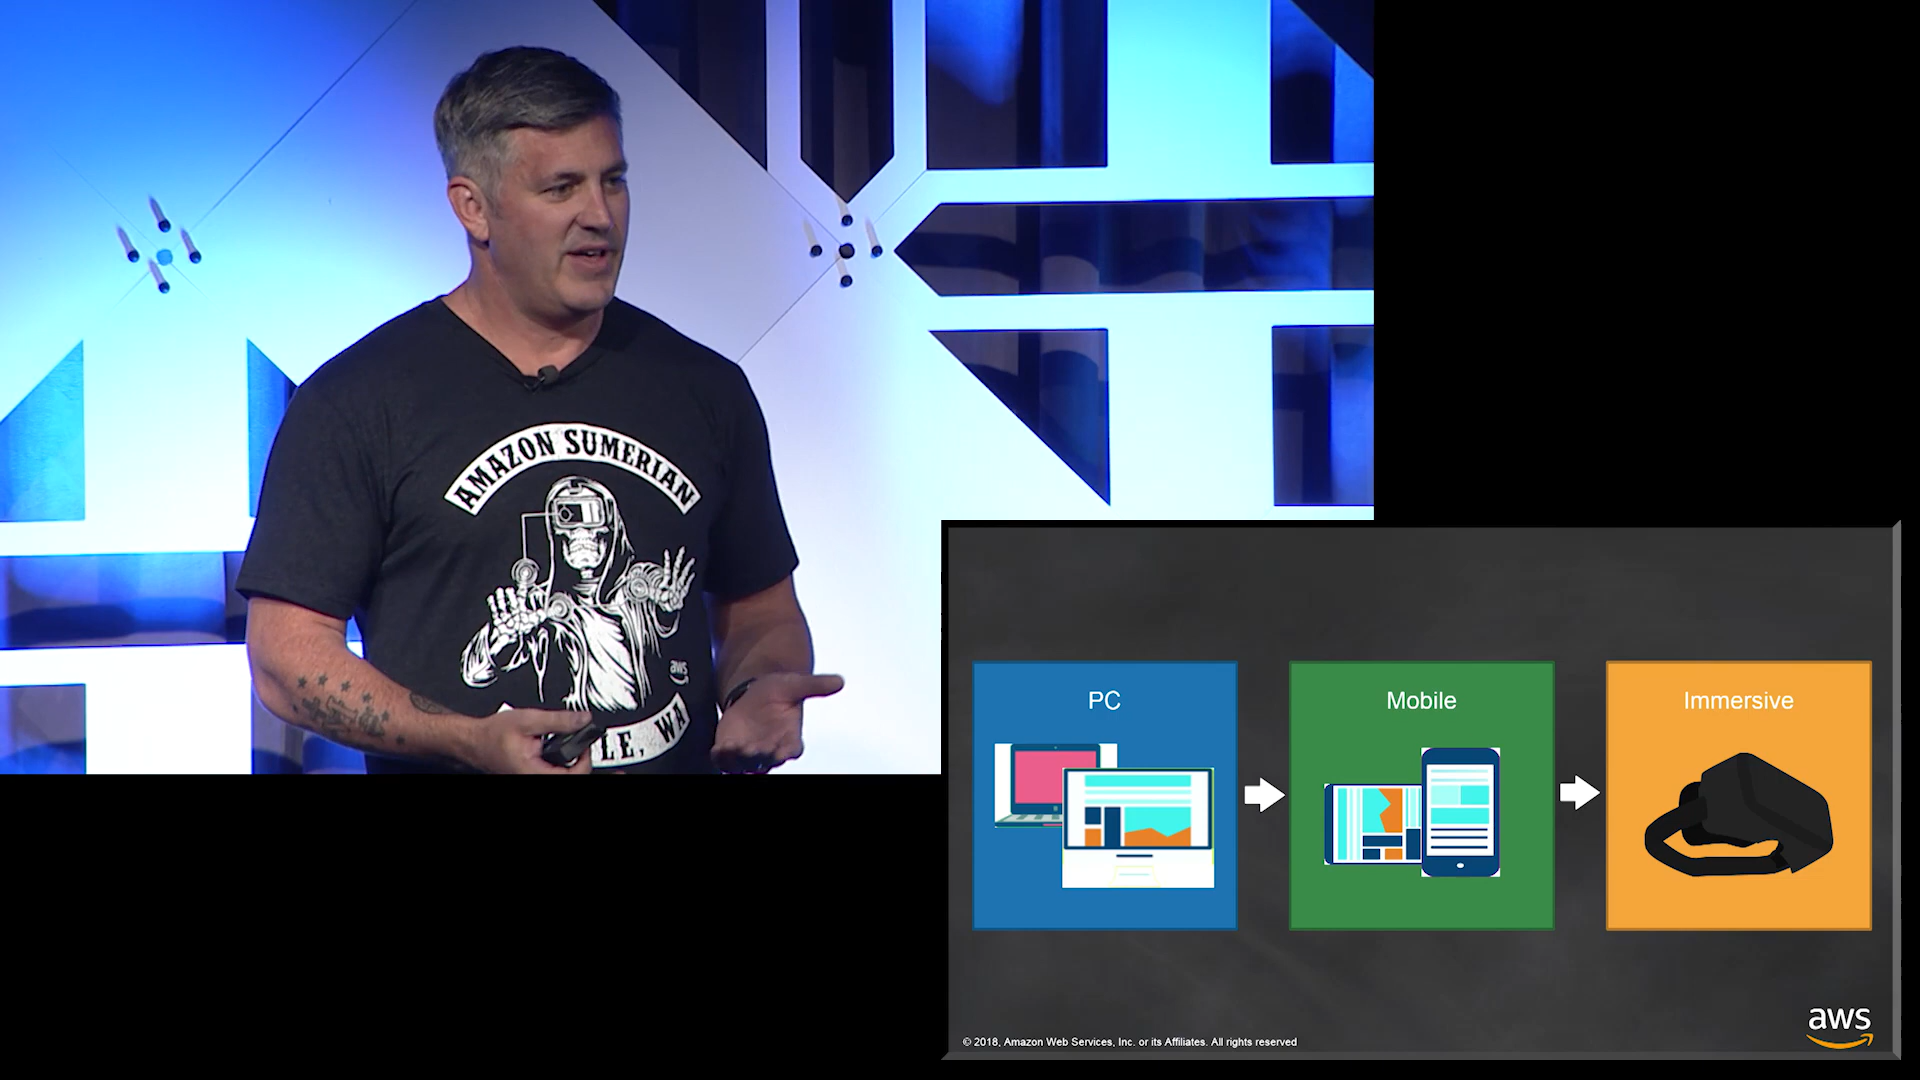 AMAZON SUMERIAN
aws
LE, WA
PC
Mobile
Immersive
© 2018, Amazon Web Services, Inc. or its Affiliates. All rights reserved
aws